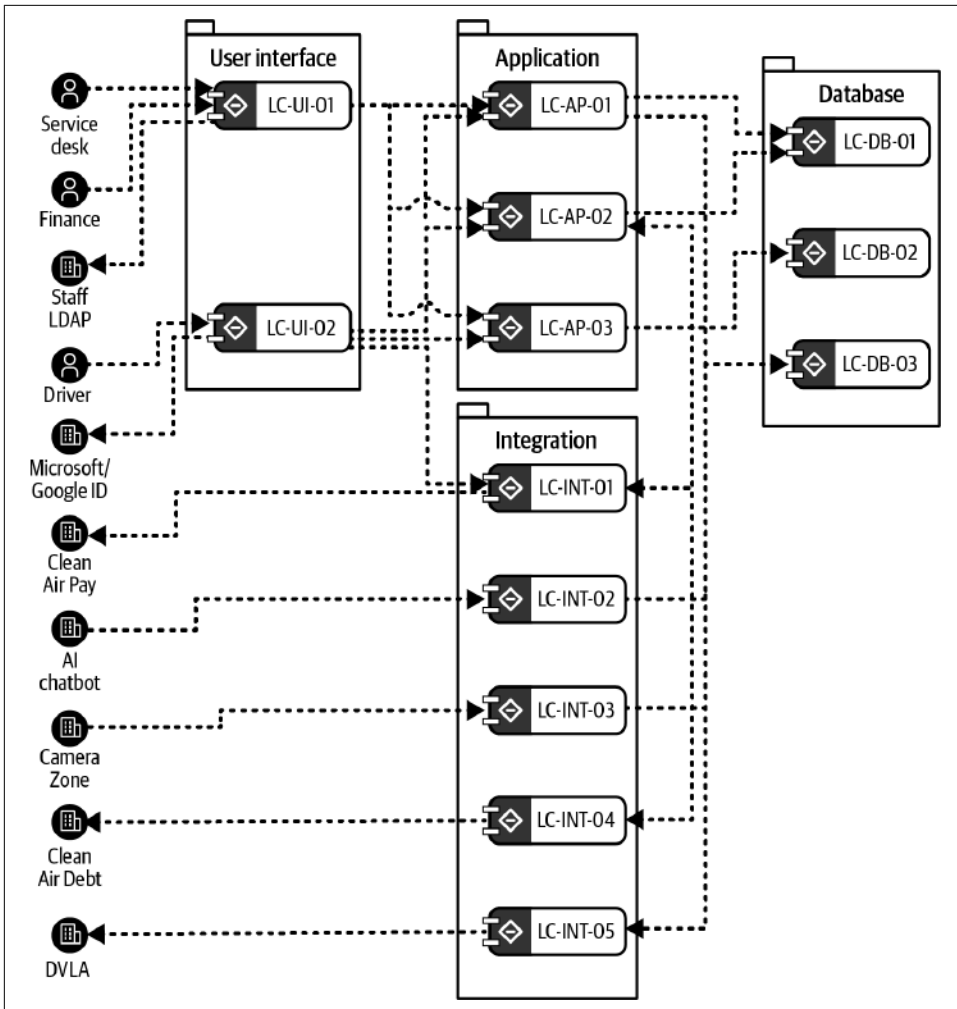 User interface
LC-UI-01
LC-UI-02
Application
LC-AP-01
LC-AP-02
LC-AP-03
Database
LC-DB-01
LC-DB-02
LC-DB-03
Integration
LC-INT-01
LC-INT-02
LC-INT-03
LC-INT-04
LC-INT-05
Service
desk
Finance
Staff
LDAP
Driver
Microsoft/
Google ID
Clean
Air Pay
AI
chatbot
Camera
Zone
Clean
Air Debt
DVLA